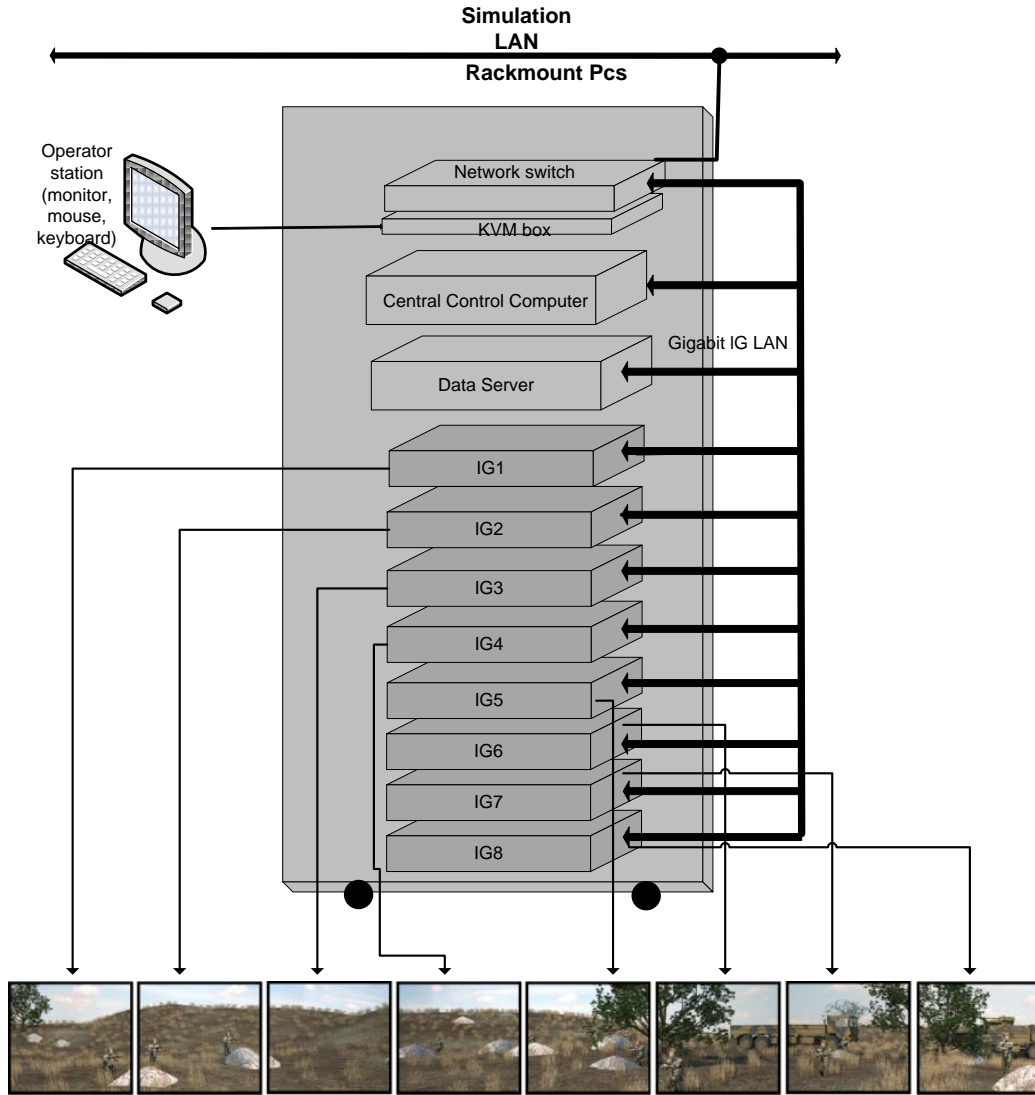 Simulation
LAN
Rackmount Pcs
Operator
station
(monitor,
mouse,
keyboard)
Network switch
KVM box
Central Control Computer
Gigabit IG LAN
Data Server
IG1
IG2
IG3
IG4
IG5
IG6
IG7
IG8